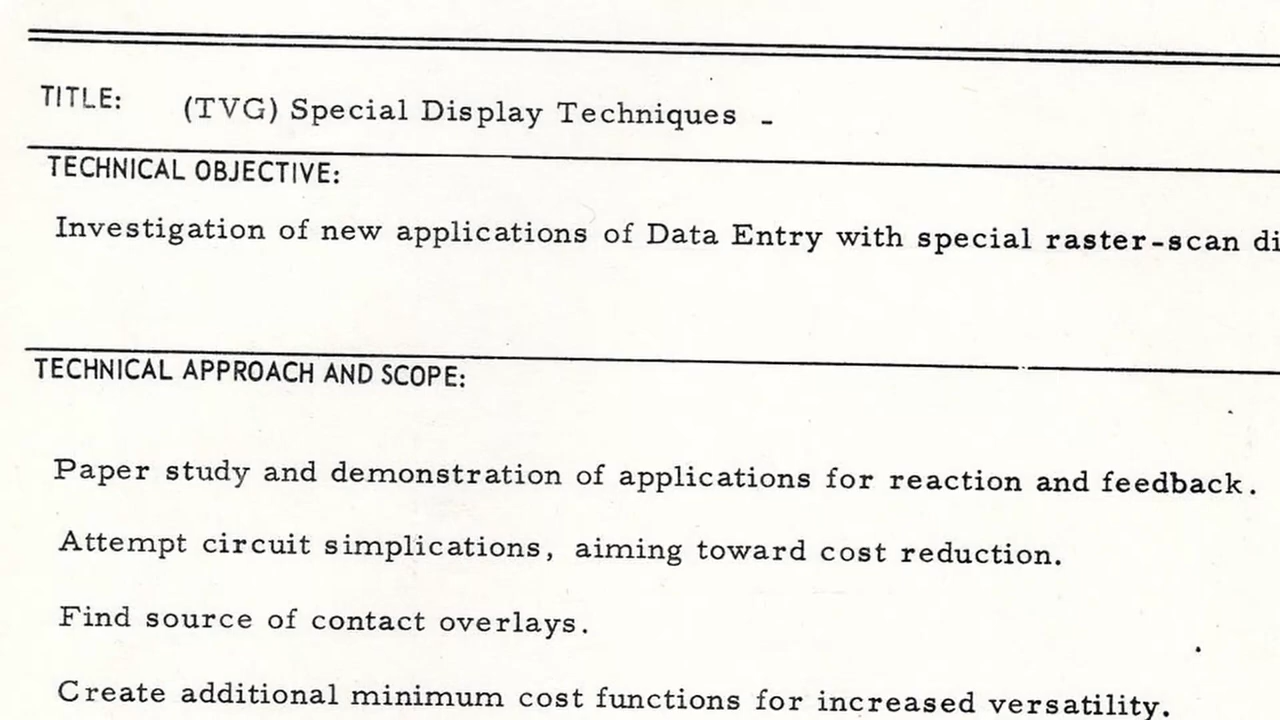 TITLE: (TVG) Special Display Techniques -
TECHNICAL OBJECTIVE:
Investigation of new applications of Data Entry with special raster-scan di
TECHNICAL APPROACH AND SCOPE:
Paper study and demonstration of applications for reaction and feedback.
Attempt circuit simplications, aiming toward cost reduction.
Find source of contact overlays.
Create additional minimum cost functions for increased versatility.